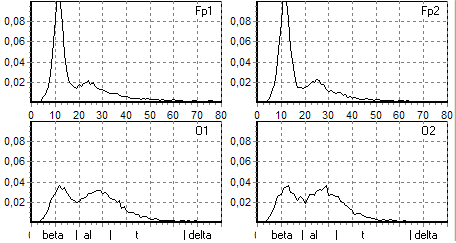 Fp1 Fp2
0,08 0,08
0,06 0,06
0,04 0,04
0,02 0,02
0 10 20 30 40 50 60 70 80 0 10 20 30 40 50 60 70 80
O1 O2
0,08 0,08
0,06 0,06
0,04 0,04
0,02 0,02
beta | al | t | delta beta | al | t | delta